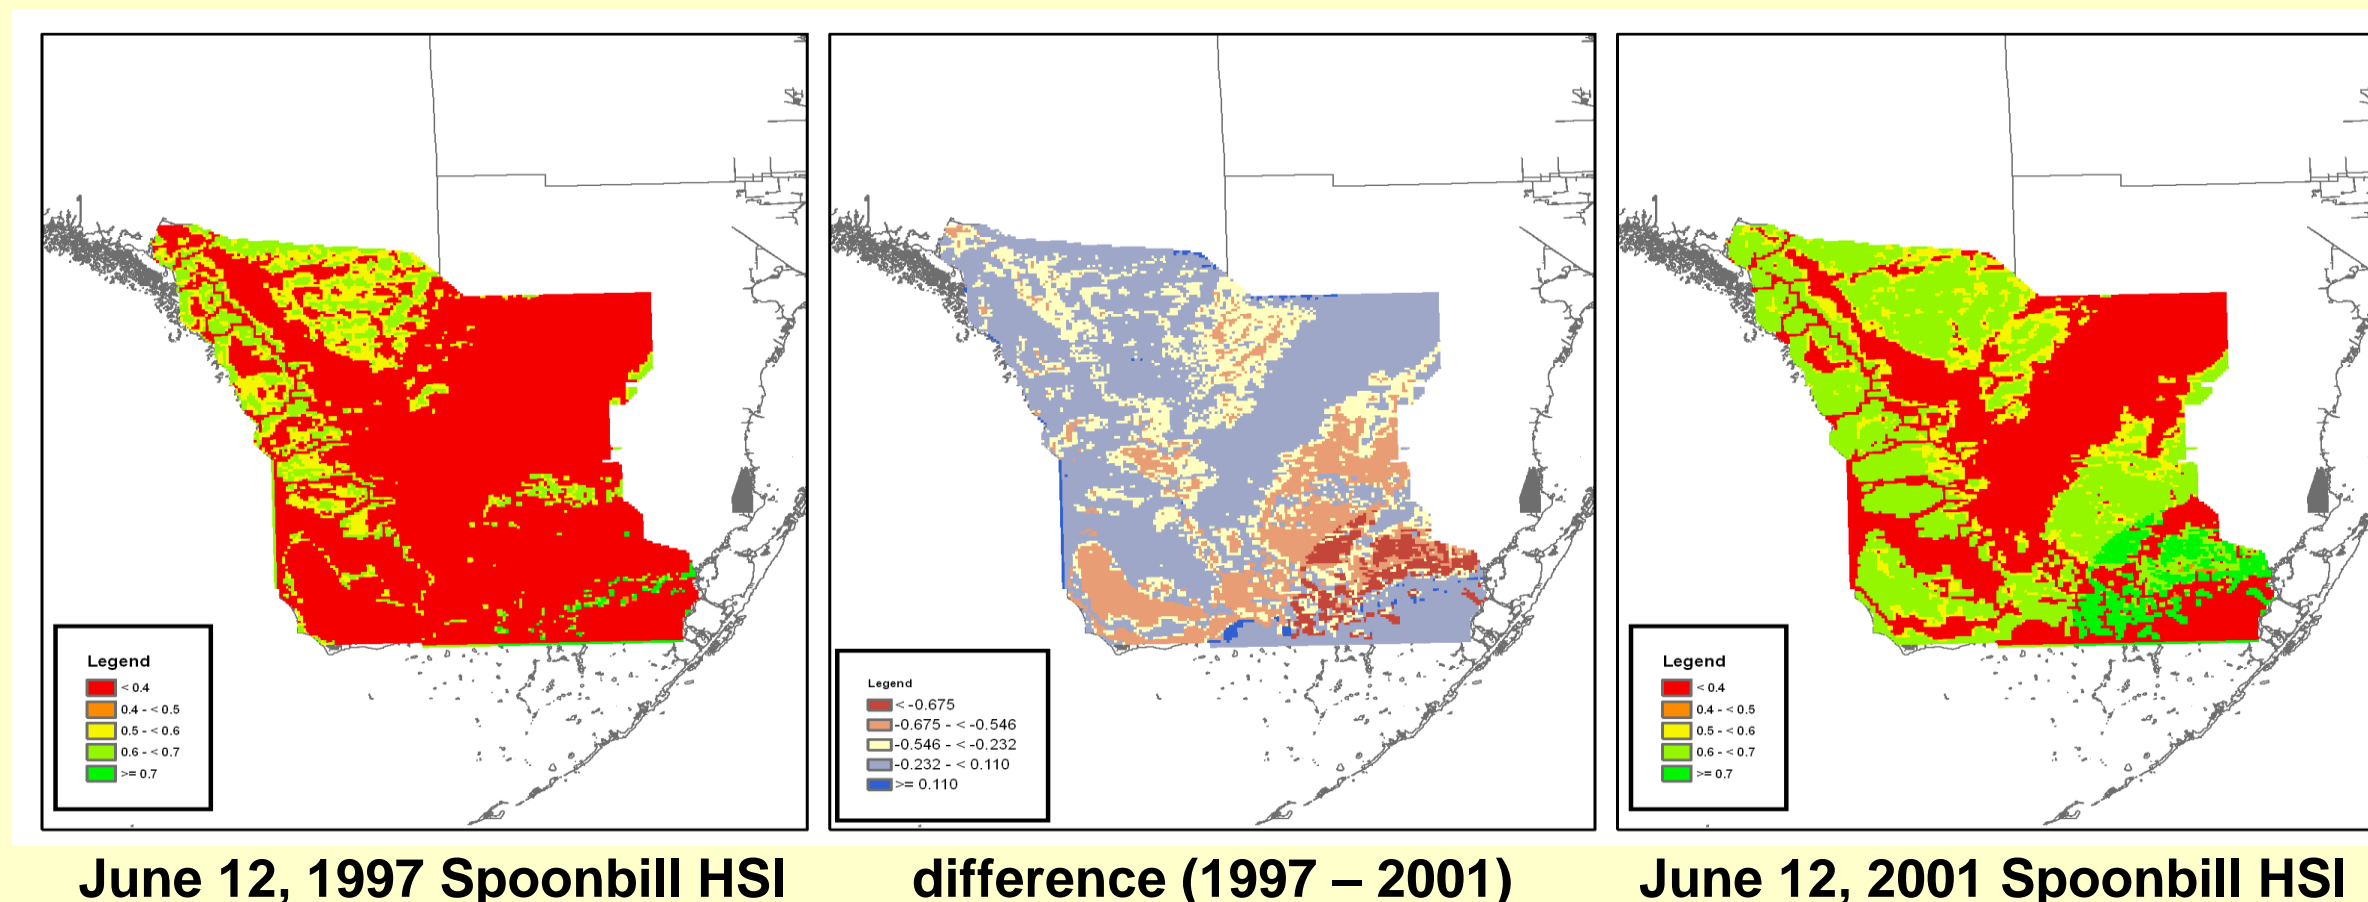 Legend
< 0.4
0.4 - < 0.5
0.5 - < 0.6
0.6 - < 0.7
>= 0.7
Legend
< -0.675
-0.675 - < -0.546
-0.546 - < -0.232
-0.232 - < 0.110
>= 0.110
Legend
< 0.4
0.4 - < 0.5
0.5 - < 0.6
0.6 - < 0.7
>= 0.7
June 12, 1997 Spoonbill HSI
difference (1997 – 2001)
June 12, 2001 Spoonbill HSI